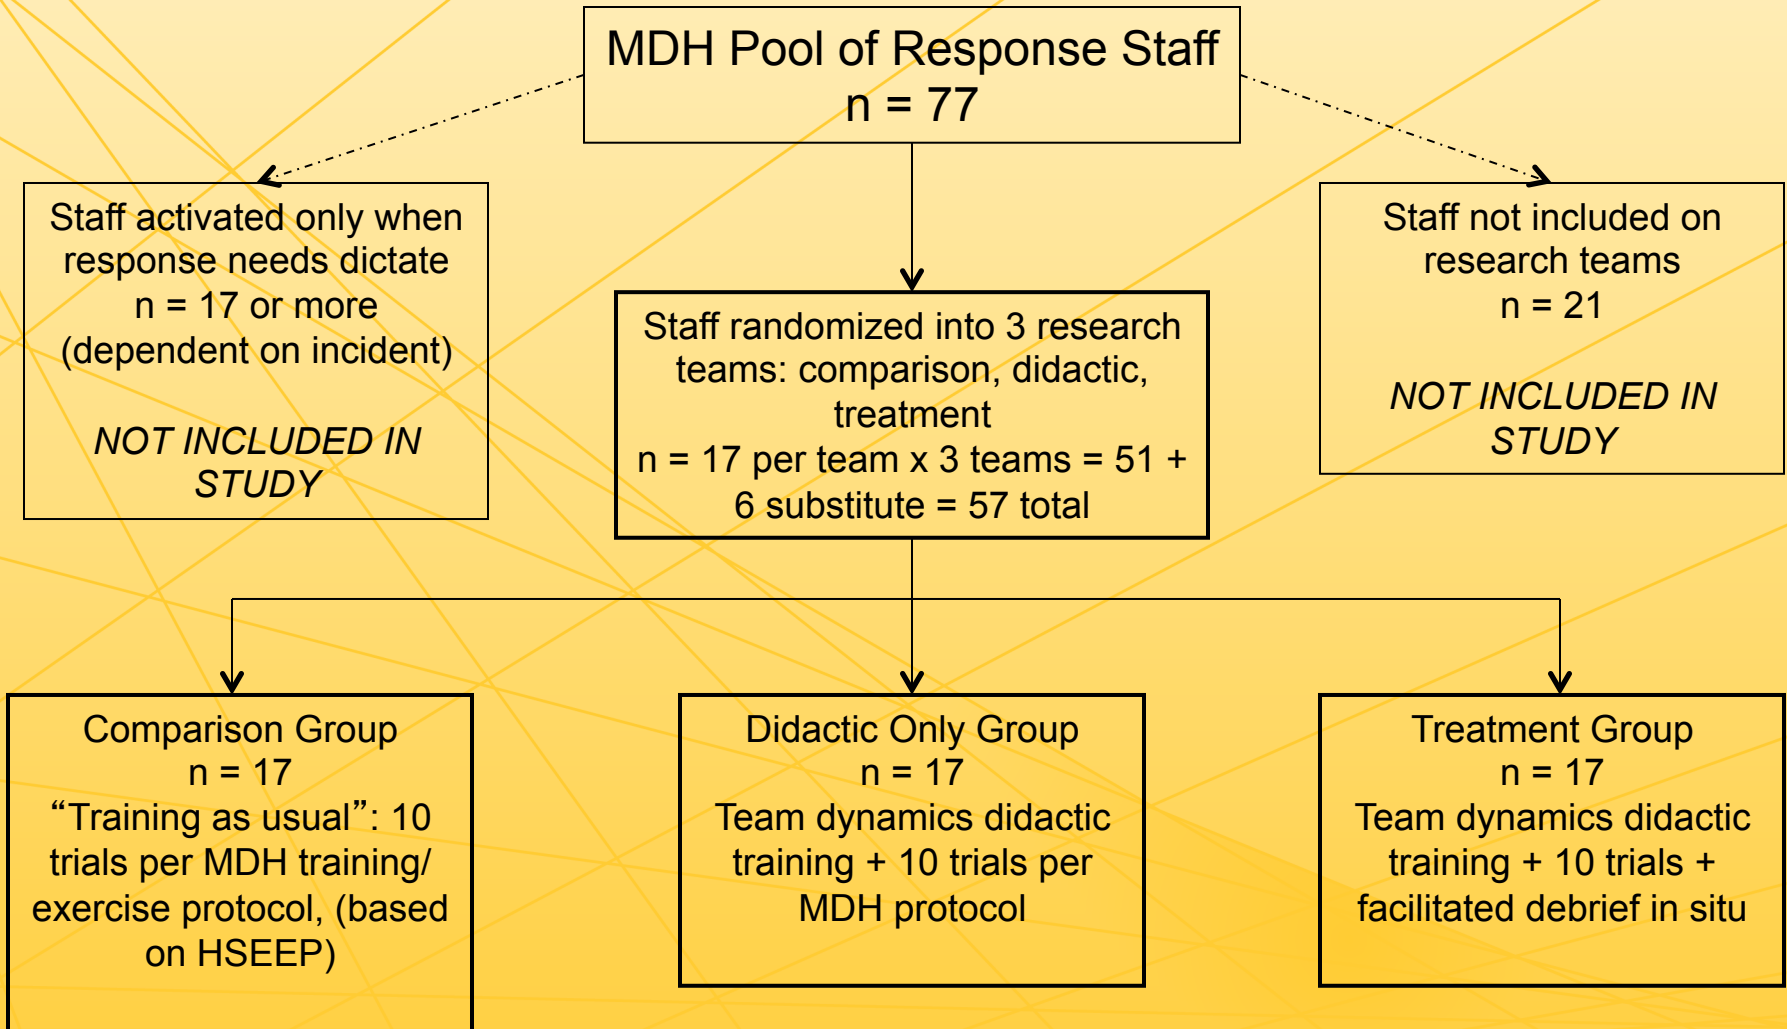 MDH Pool of Response Staff
n = 77
Staff activated only when
response needs dictate
n = 17 or more
(dependent on incident)
NOT INCLUDED IN
STUDY
Staff randomized into 3 research
teams: comparison, didactic,
treatment
n = 17 per team x 3 teams = 51 +
6 substitute = 57 total
Staff not included on
research teams
n = 21
NOT INCLUDED IN
STUDY
Comparison Group
n = 17
“Training as usual”: 10
trials per MDH training/
exercise protocol, (based
on HSEEP)
Didactic Only Group
n = 17
Team dynamics didactic
training + 10 trials per
MDH protocol
Treatment Group
n = 17
Team dynamics didactic
training + 10 trials +
facilitated debrief in situ